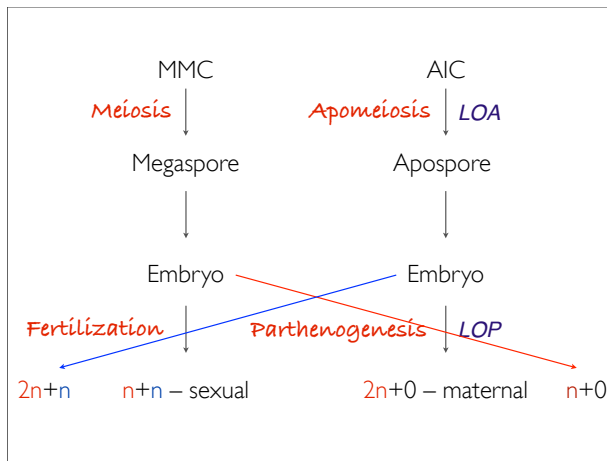 MMC AIC
Meiosis Apomeiosis LOA
Megaspore Apospore
Embryo Embryo
Fertilization Parthenogenesis LOP
2n+n n+n – sexual 2n+0 – maternal n+0